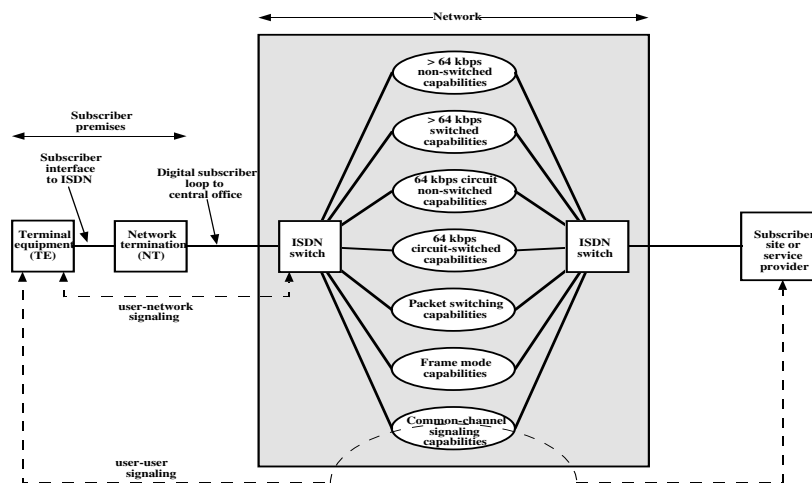 Network
> 64 kbps
non-switched
capabilities
> 64 kbps
switched
capabilities
Subscriber
premises
Subscriber
interface
to ISDN
Digital subscriber
loop to
central office
64 kbps circuit
non-switched
capabilities
Terminal
equipment
(TE)
Network
termination
(NT)
ISDN
switch
64 kbps
circuit-switched
capabilities
ISDN
switch
Subscriber
site or
service
provider
user-network
signaling
Packet switching
capabilities
Frame mode
capabilities
Common-channel
signaling
capabilities
user-user
signaling